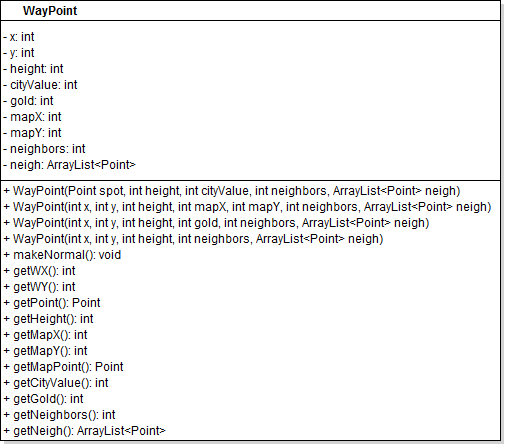 WayPoint
- x: int
- y: int
- height: int
- cityValue: int
- gold: int
- mapX: int
- mapY: int
- neighbors: int
- neigh: ArrayList<Point>
+ WayPoint(Point spot, int height, int cityValue, int neighbors, ArrayList<Point> neigh)
+ WayPoint(int x, int y, int height, int mapX, int mapY, int neighbors, ArrayList<Point> neigh)
+ WayPoint(int x, int y, int height, int gold, int neighbors, ArrayList<Point> neigh)
+ WayPoint(int x, int y, int height, int neighbors, ArrayList<Point> neigh)
+ makeNormal(): void
+ getWX(): int
+ getWY(): int
+ getPoint(): Point
+ getHeight(): int
+ getMapX(): int
+ getMapY(): int
+ getMapPoint(): Point
+ getCityValue(): int
+ getGold(): int
+ getNeighbors(): int
+ getNeigh(): ArrayList<Point>